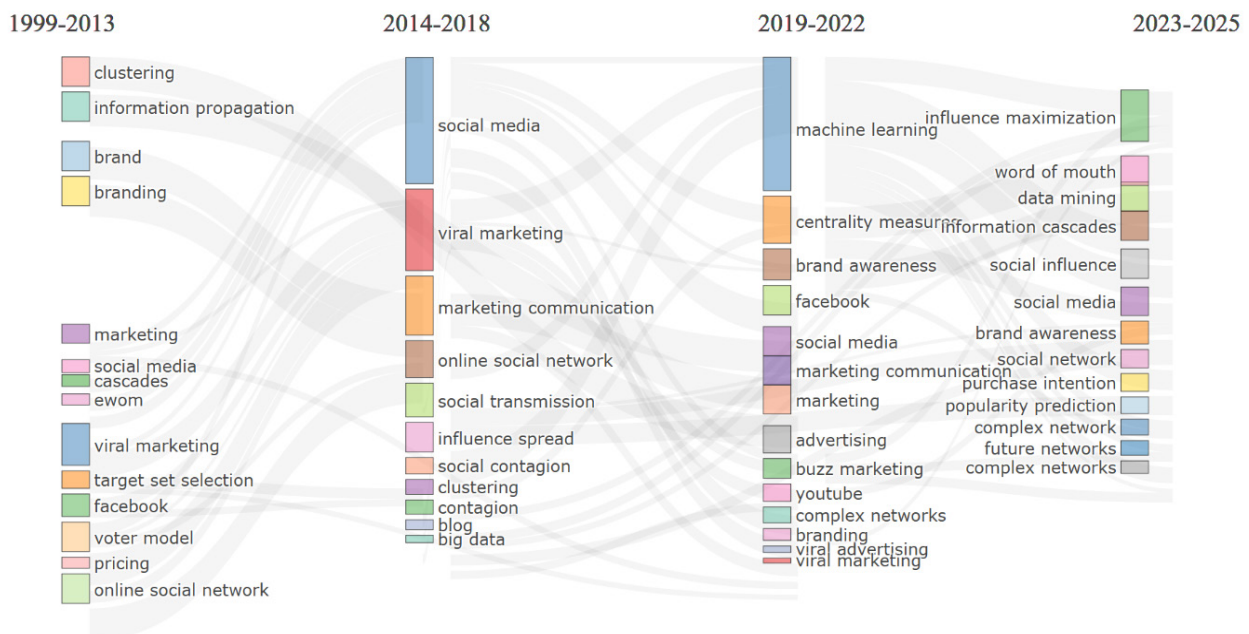 1999-2013
2014-2018
2019-2022
2023-2025
clustering
information propagation
brand
branding
marketing
social media
cascades
ewom
viral marketing
target set selection
facebook
voter model
pricing
online social network
social media
viral marketing
marketing communication
online social network
social transmission
influence spread
social contagion
clustering
contagion
blog
big data
machine learning
centrality measures
brand awareness
facebook
social media
marketing communication
marketing
advertising
buzz marketing
youtube
complex networks
branding
viral advertising
viral marketing
influence maximization
word of mouth
data mining
information cascades
social influence
social media
brand awareness
social network
purchase intention
popularity prediction
complex network
future networks
complex networks